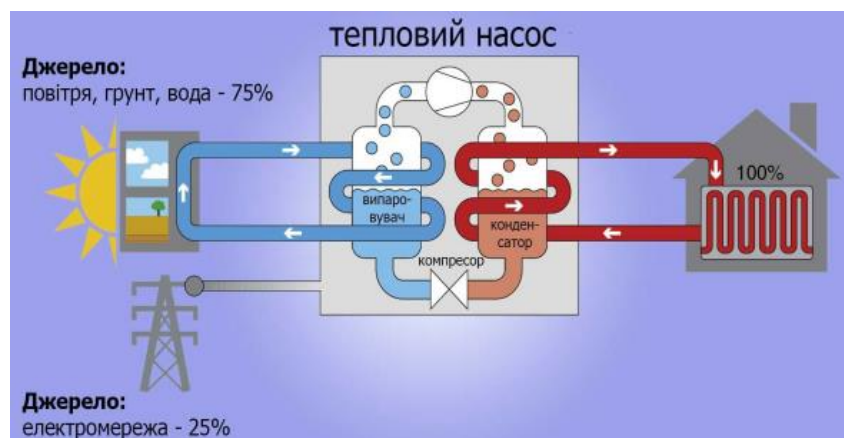 тепловий насос
Джерело:
повітря, грунт, вода - 75%
100%
випаро-
вувач
конден-
сатор
компресор
Джерело:
електромережа - 25%